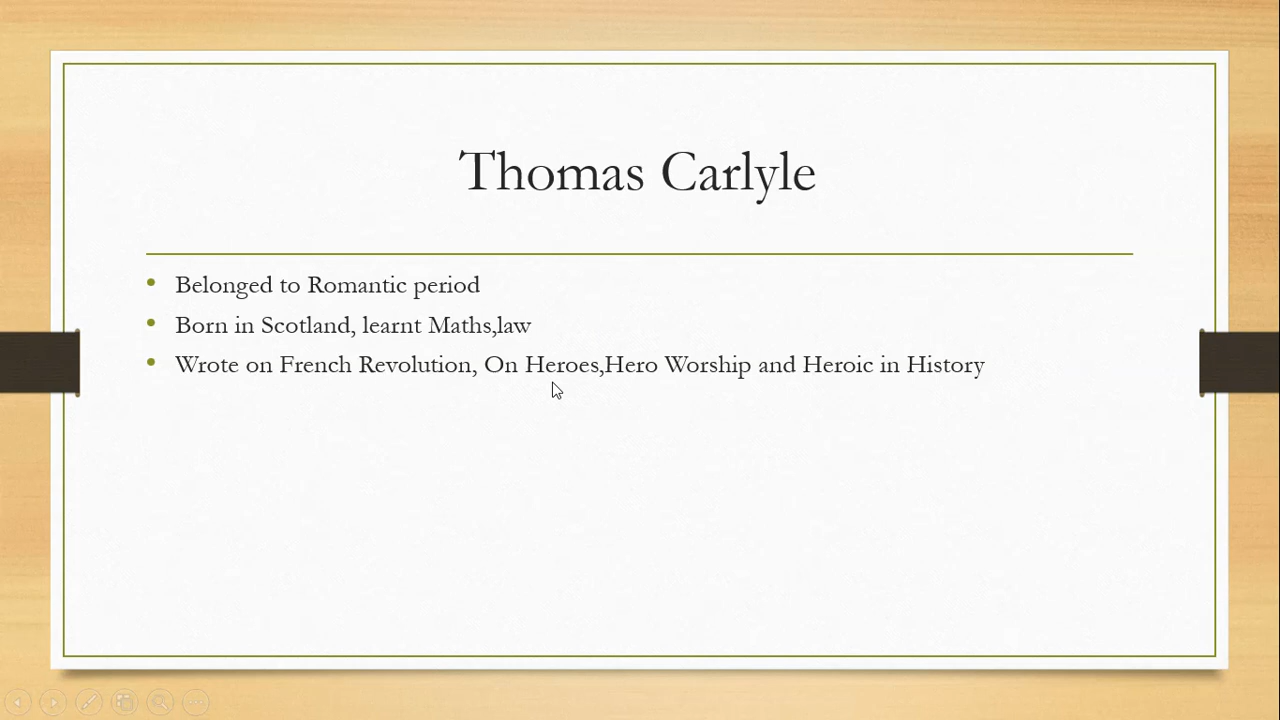 Thomas Carlyle
Belonged to Romantic period
Born in Scotland, learnt Maths,law
Wrote on French Revolution, On Heroes,Hero Worship and Heroic in History